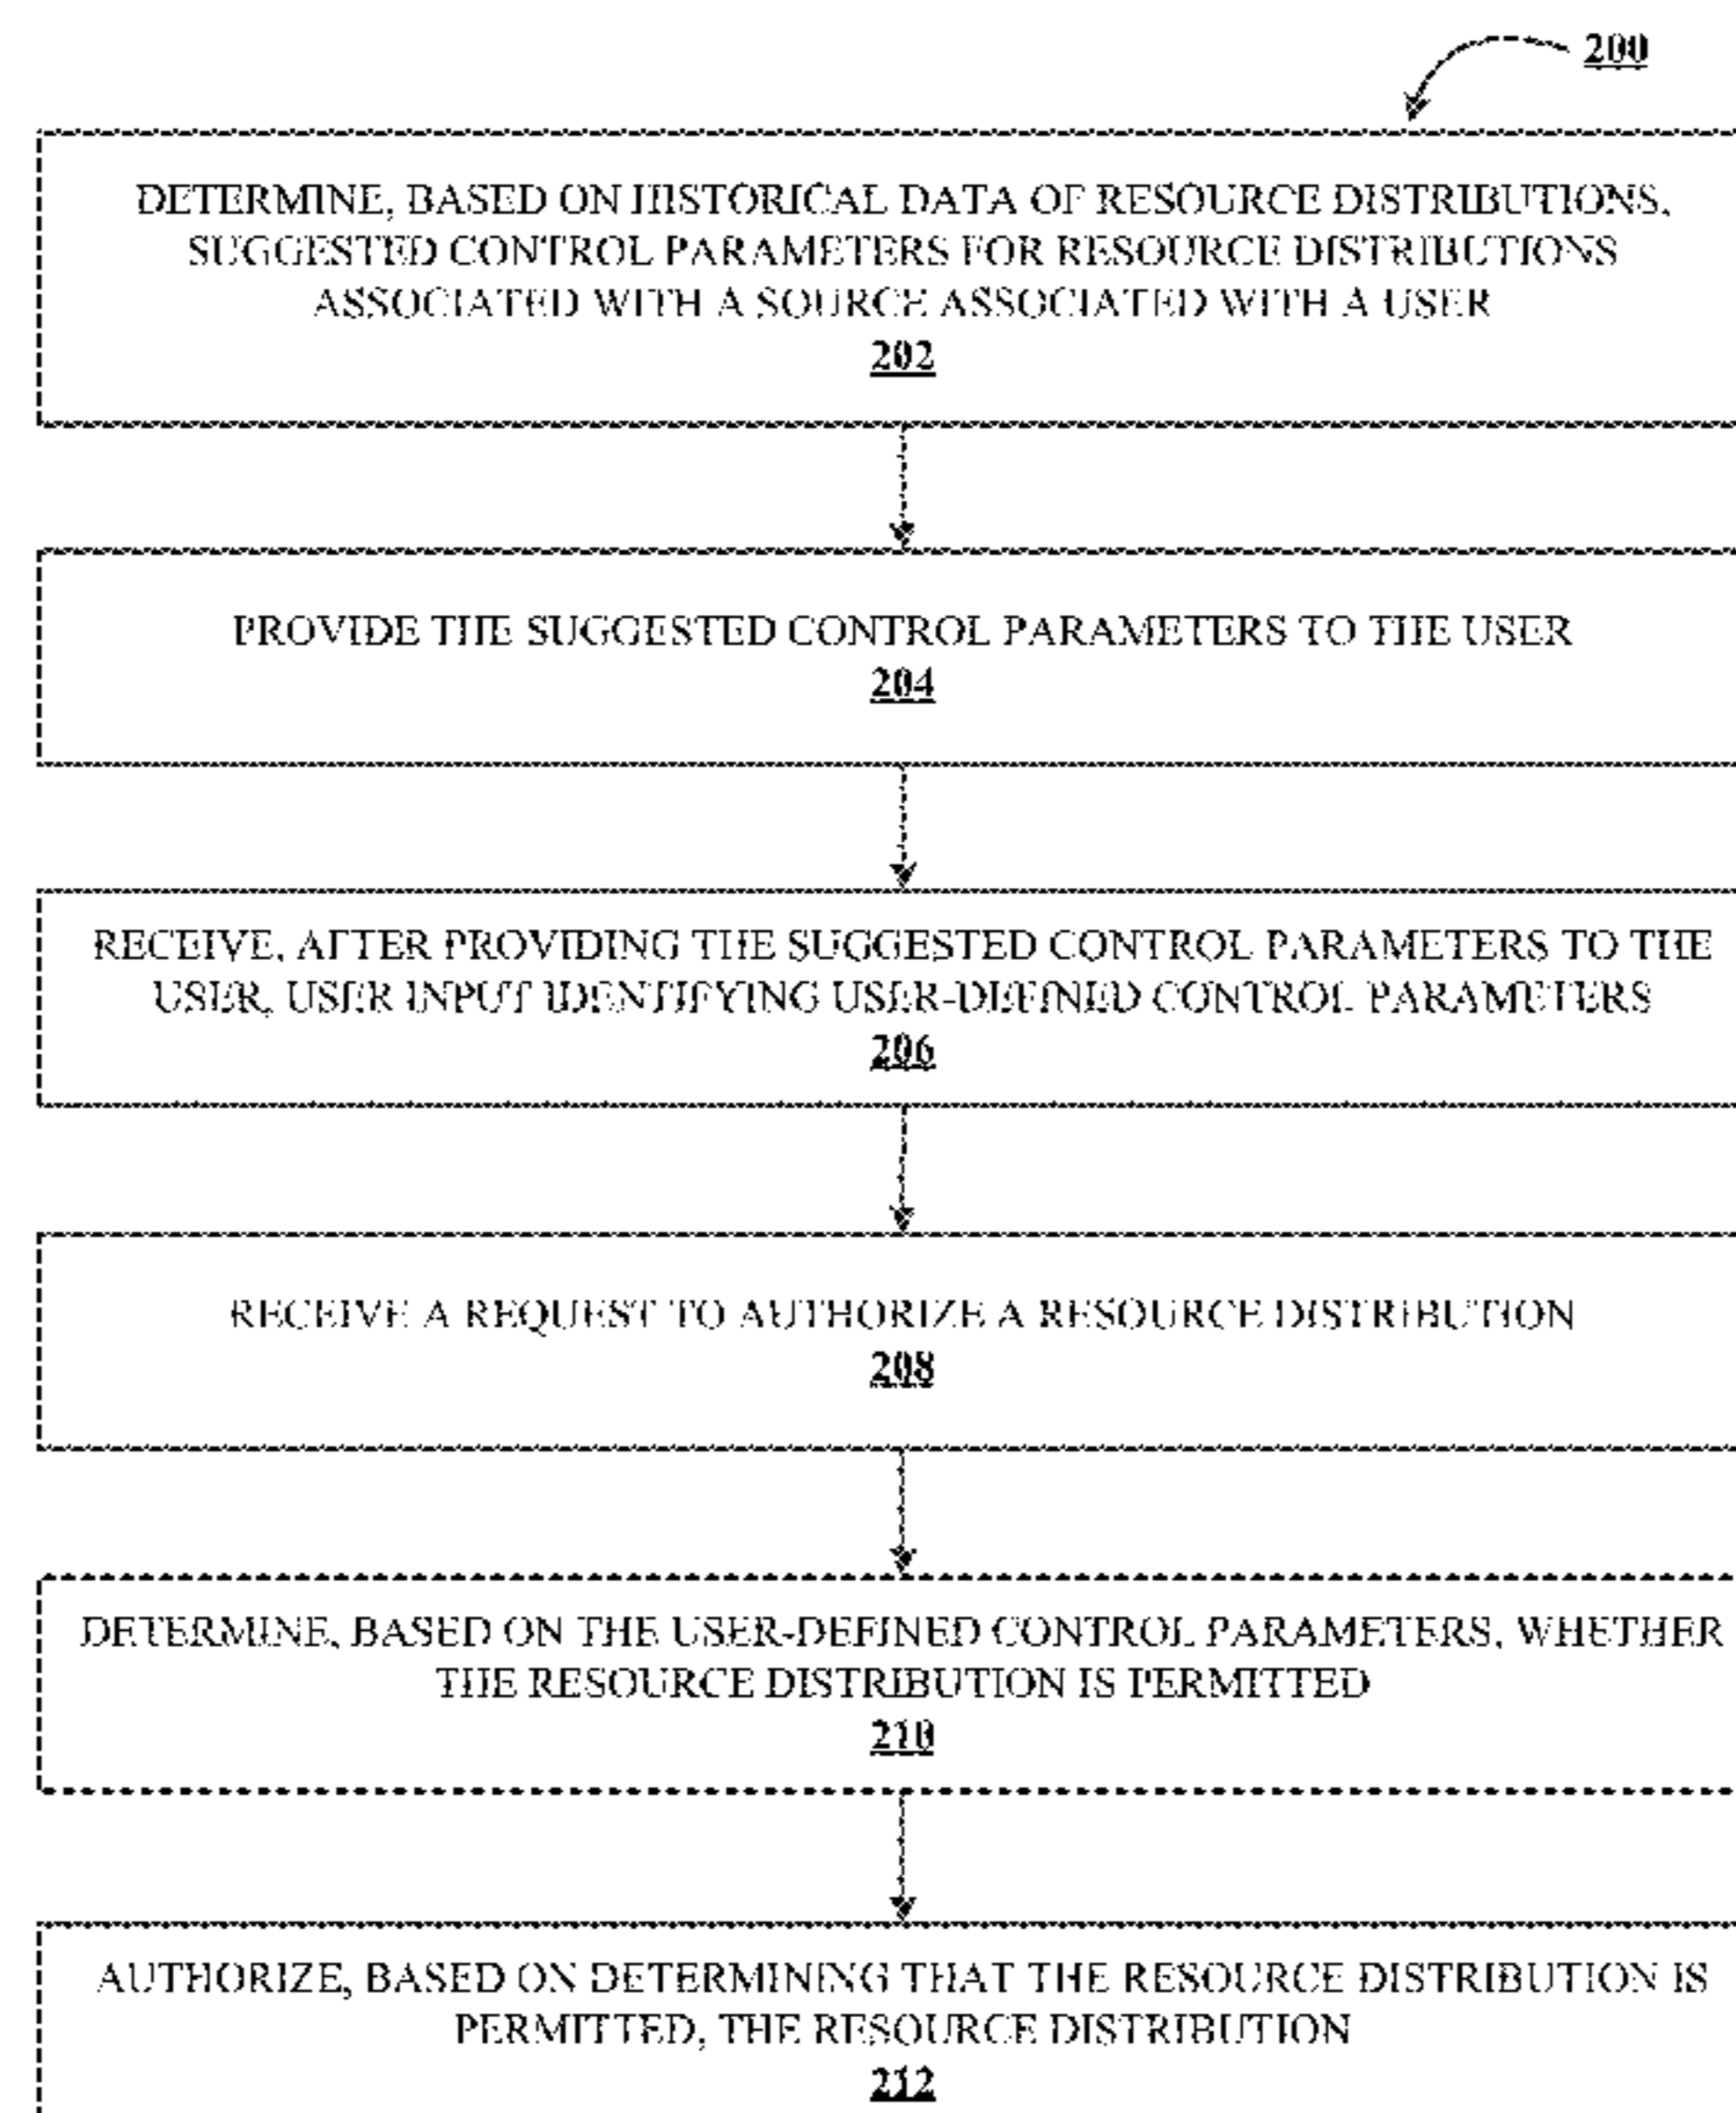 200
DETERMINE, BASED ON HISTORICAL DATA OF RESOURCE DISTRIBUTIONS,
SUGGESTED CONTROL PARAMETERS FOR RESOURCE DISTRIBUTIONS
ASSOCIATED WITH A SOURCE ASSOCIATED WITH A USER
202
PROVIDE THE SUGGESTED CONTROL PARAMETERS TO THE USER
204
RECEIVE, AFTER PROVIDING THE SUGGESTED CONTROL PARAMETERS TO THE
USER, USER INPUT IDENTIFYING USER-DEFINED CONTROL PARAMETERS
206
RECEIVE A REQUEST TO AUTHORIZE A RESOURCE DISTRIBUTION
208
DETERMINE, BASED ON THE USER-DEFINED CONTROL PARAMETERS, WHETHER
THE RESOURCE DISTRIBUTION IS PERMITTED
210
AUTHORIZE, BASED ON DETERMINING THAT THE RESOURCE DISTRIBUTION IS
PERMITTED, THE RESOURCE DISTRIBUTION
212